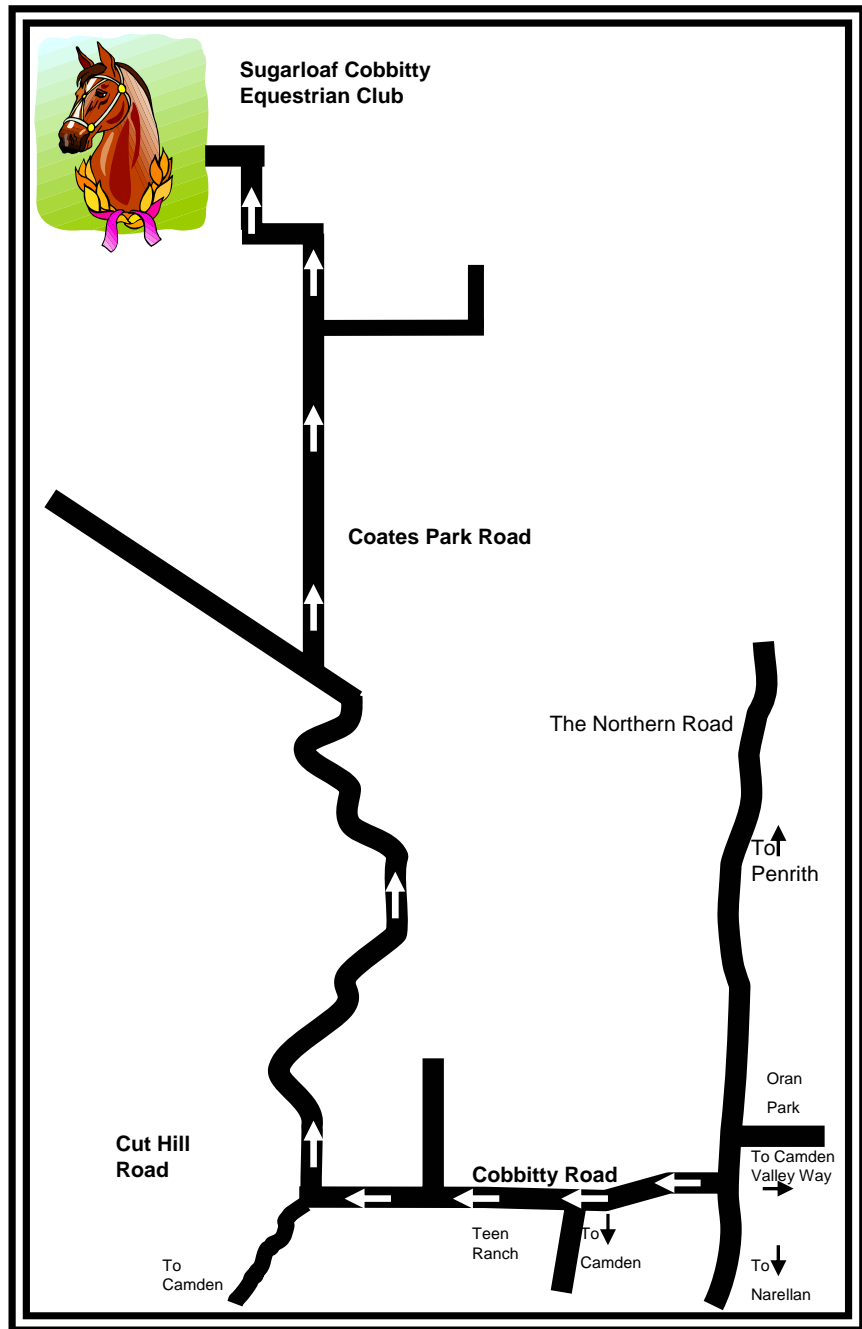 Sugarloaf Cobbitty
Equestrian Club
Coates Park Road
The Northern Road
To
Penrith
Oran
Park
Cut Hill
Road
To Camden
Valley Way
Cobbitty Road
Teen
Ranch
To
Camden
To
Camden
To
Narellan